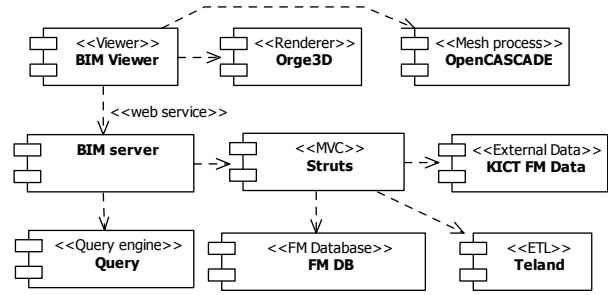 <<Viewer>>
BIM Viewer
<<Renderer>>
Orge3D
<<Mesh process>>
OpenCASCADE
<<web service>>
BIM server
<<MVC>>
Struts
<<External Data>>
KICT FM Data
<<Query engine>>
Query
<<FM Database>>
FM DB
<<ETL>>
Teland